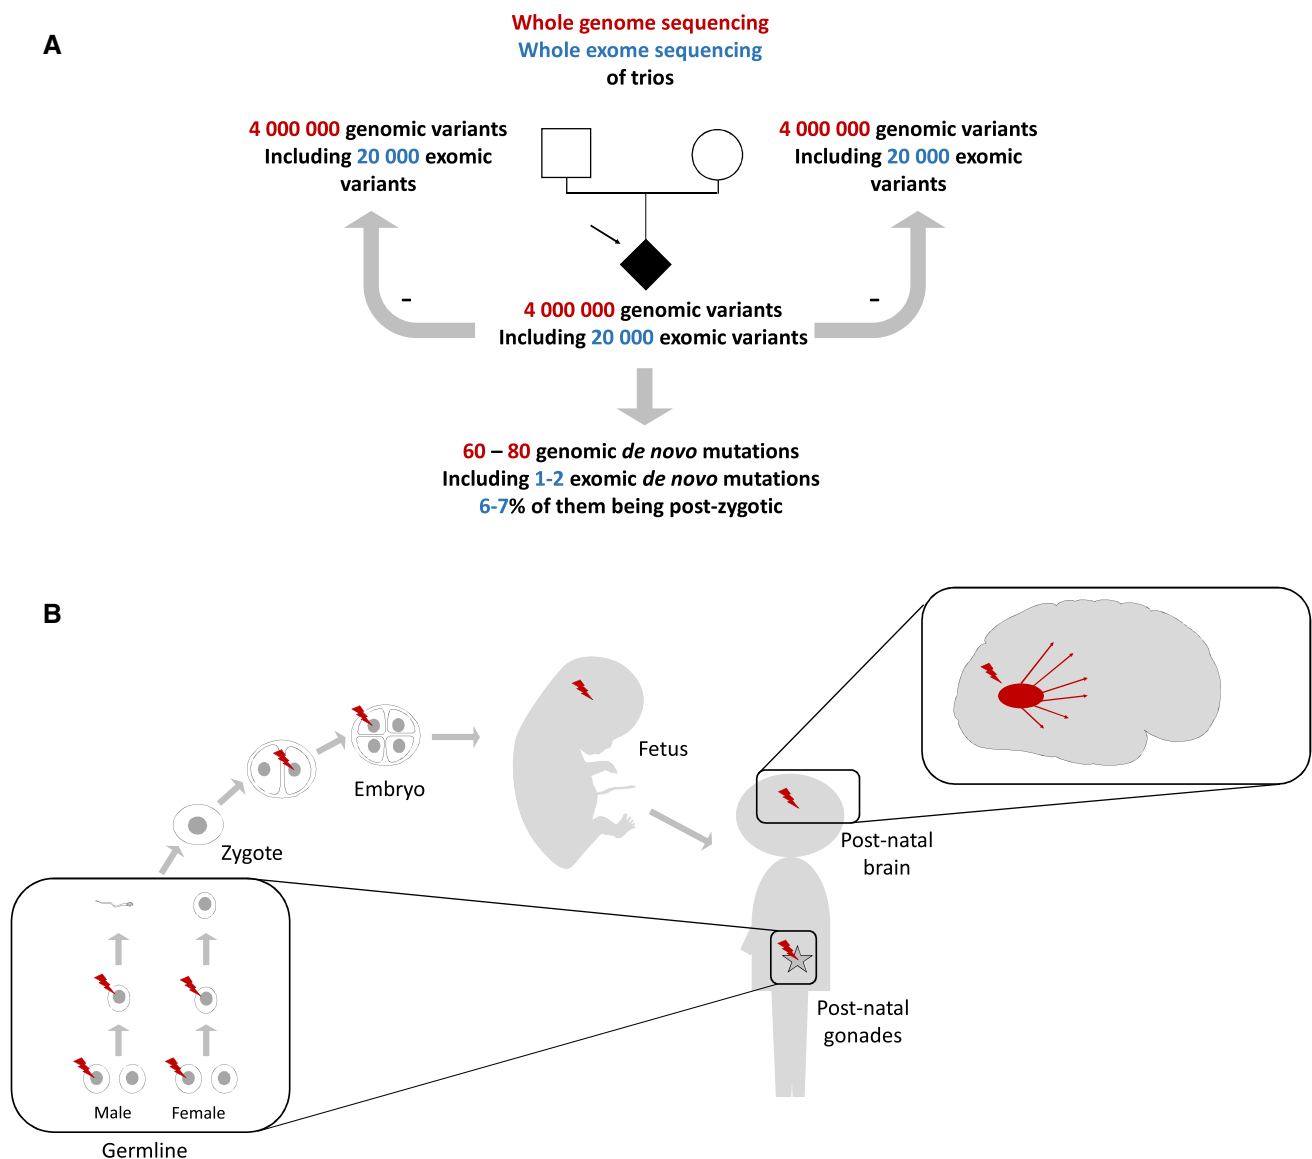 A
Whole genome sequencing
Whole exome sequencing
of trios
4 000 000 genomic variants
Including 20 000 exomic
variants
4 000 000 genomic variants
Including 20 000 exomic
variants
-
-
4 000 000 genomic variants
Including 20 000 exomic variants
60 – 80 genomic de novo mutations
Including 1-2 exomic de novo mutations
6-7% of them being post-zygotic
B
Fetus
Embryo
Zygote
Post-natal
brain
Post-natal
gonades
Male
Female
Germline